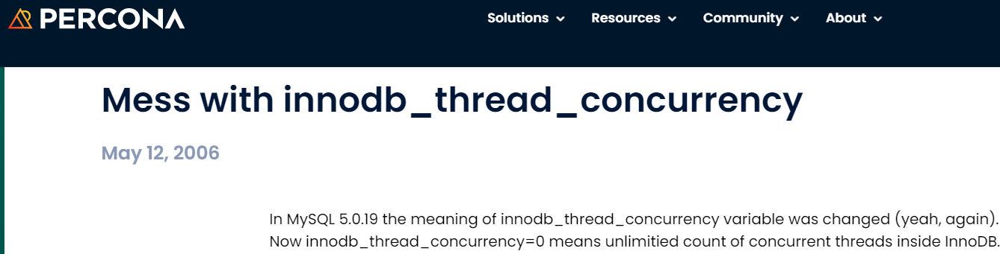 PERCONA
Solutions Resources Community About
Mess with innodb_thread_concurrency
May 12, 2006
In MySQL 5.0.19 the meaning of innodb_thread_concurrency variable was changed (yeah, again).
Now innodb_thread_concurrency=0 means unlimitied count of concurrent threads inside InnoDB.